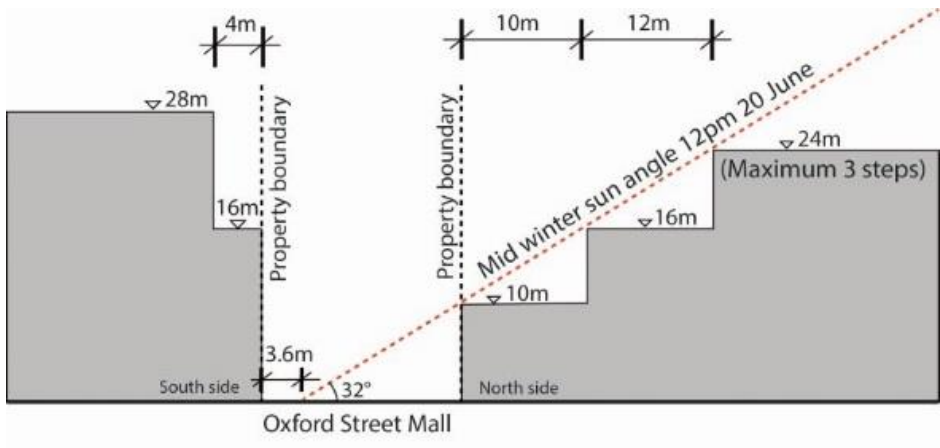 4m
10m
12m
28m
Property boundary
Property boundary
Mid winter sun angle 12pm 20 June
24m
(Maximum 3 steps)
16m
16m
10m
3.6m
South side
32°
North side
Oxford Street Mall